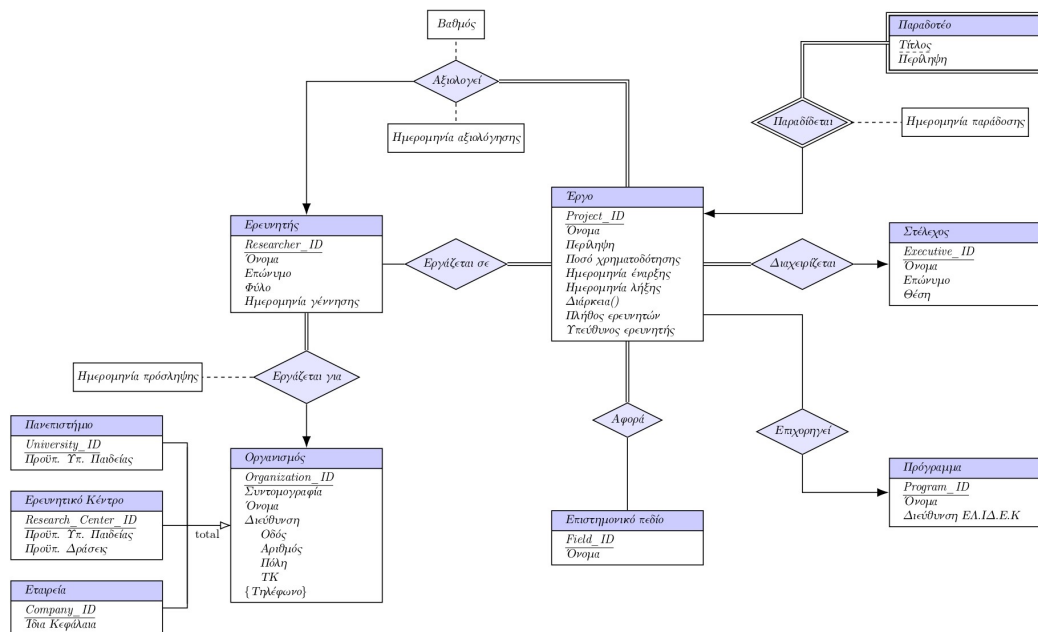 Βαθμός
Αξιολογεί
Ημερομηνία αξιολόγησης
Παραδοτέο
Τίτλος
Περίληψη
Παραδίδεται
Ημερομηνία παράδοσης
Ερευνητής
Researcher_ID
Όνομα
Επώνυμο
Φύλο
Ημερομηνία γέννησης
Εργάζεται σε
Έργο
Project_ID
Όνομα
Περίληψη
Ποσό χρηματοδότησης
Ημερομηνία έναρξης
Ημερομηνία λήξης
Διάρκεια()
Πλήθος ερευνητών
Υπεύθυνος ερευνητής
Διαχειρίζεται
Στέλεχος
Executive_ID
Όνομα
Επώνυμο
Θέση
Ημερομηνία πρόσληψης
Εργάζεται για
Αφορά
Επιχορηγεί
Πανεπιστήμιο
University_ID
Προϋπ. Υπ. Παιδείας
Ερευνητικό Κέντρο
Research_Center_ID
Προϋπ. Υπ. Παιδείας
Προϋπ. Δράσεις
Εταιρεία
Company_ID
Ίδια Κεφάλαια
total
Οργανισμός
Organization_ID
Συντομογραφία
Όνομα
Διεύθυνση
Οδός
Αριθμός
Πόλη
ΤΚ
{Τηλέφωνο}
Επιστημονικό πεδίο
Field_ID
Όνομα
Πρόγραμμα
Program_ID
Όνομα
Διεύθυνση ΕΛ.ΙΔ.Ε.Κ